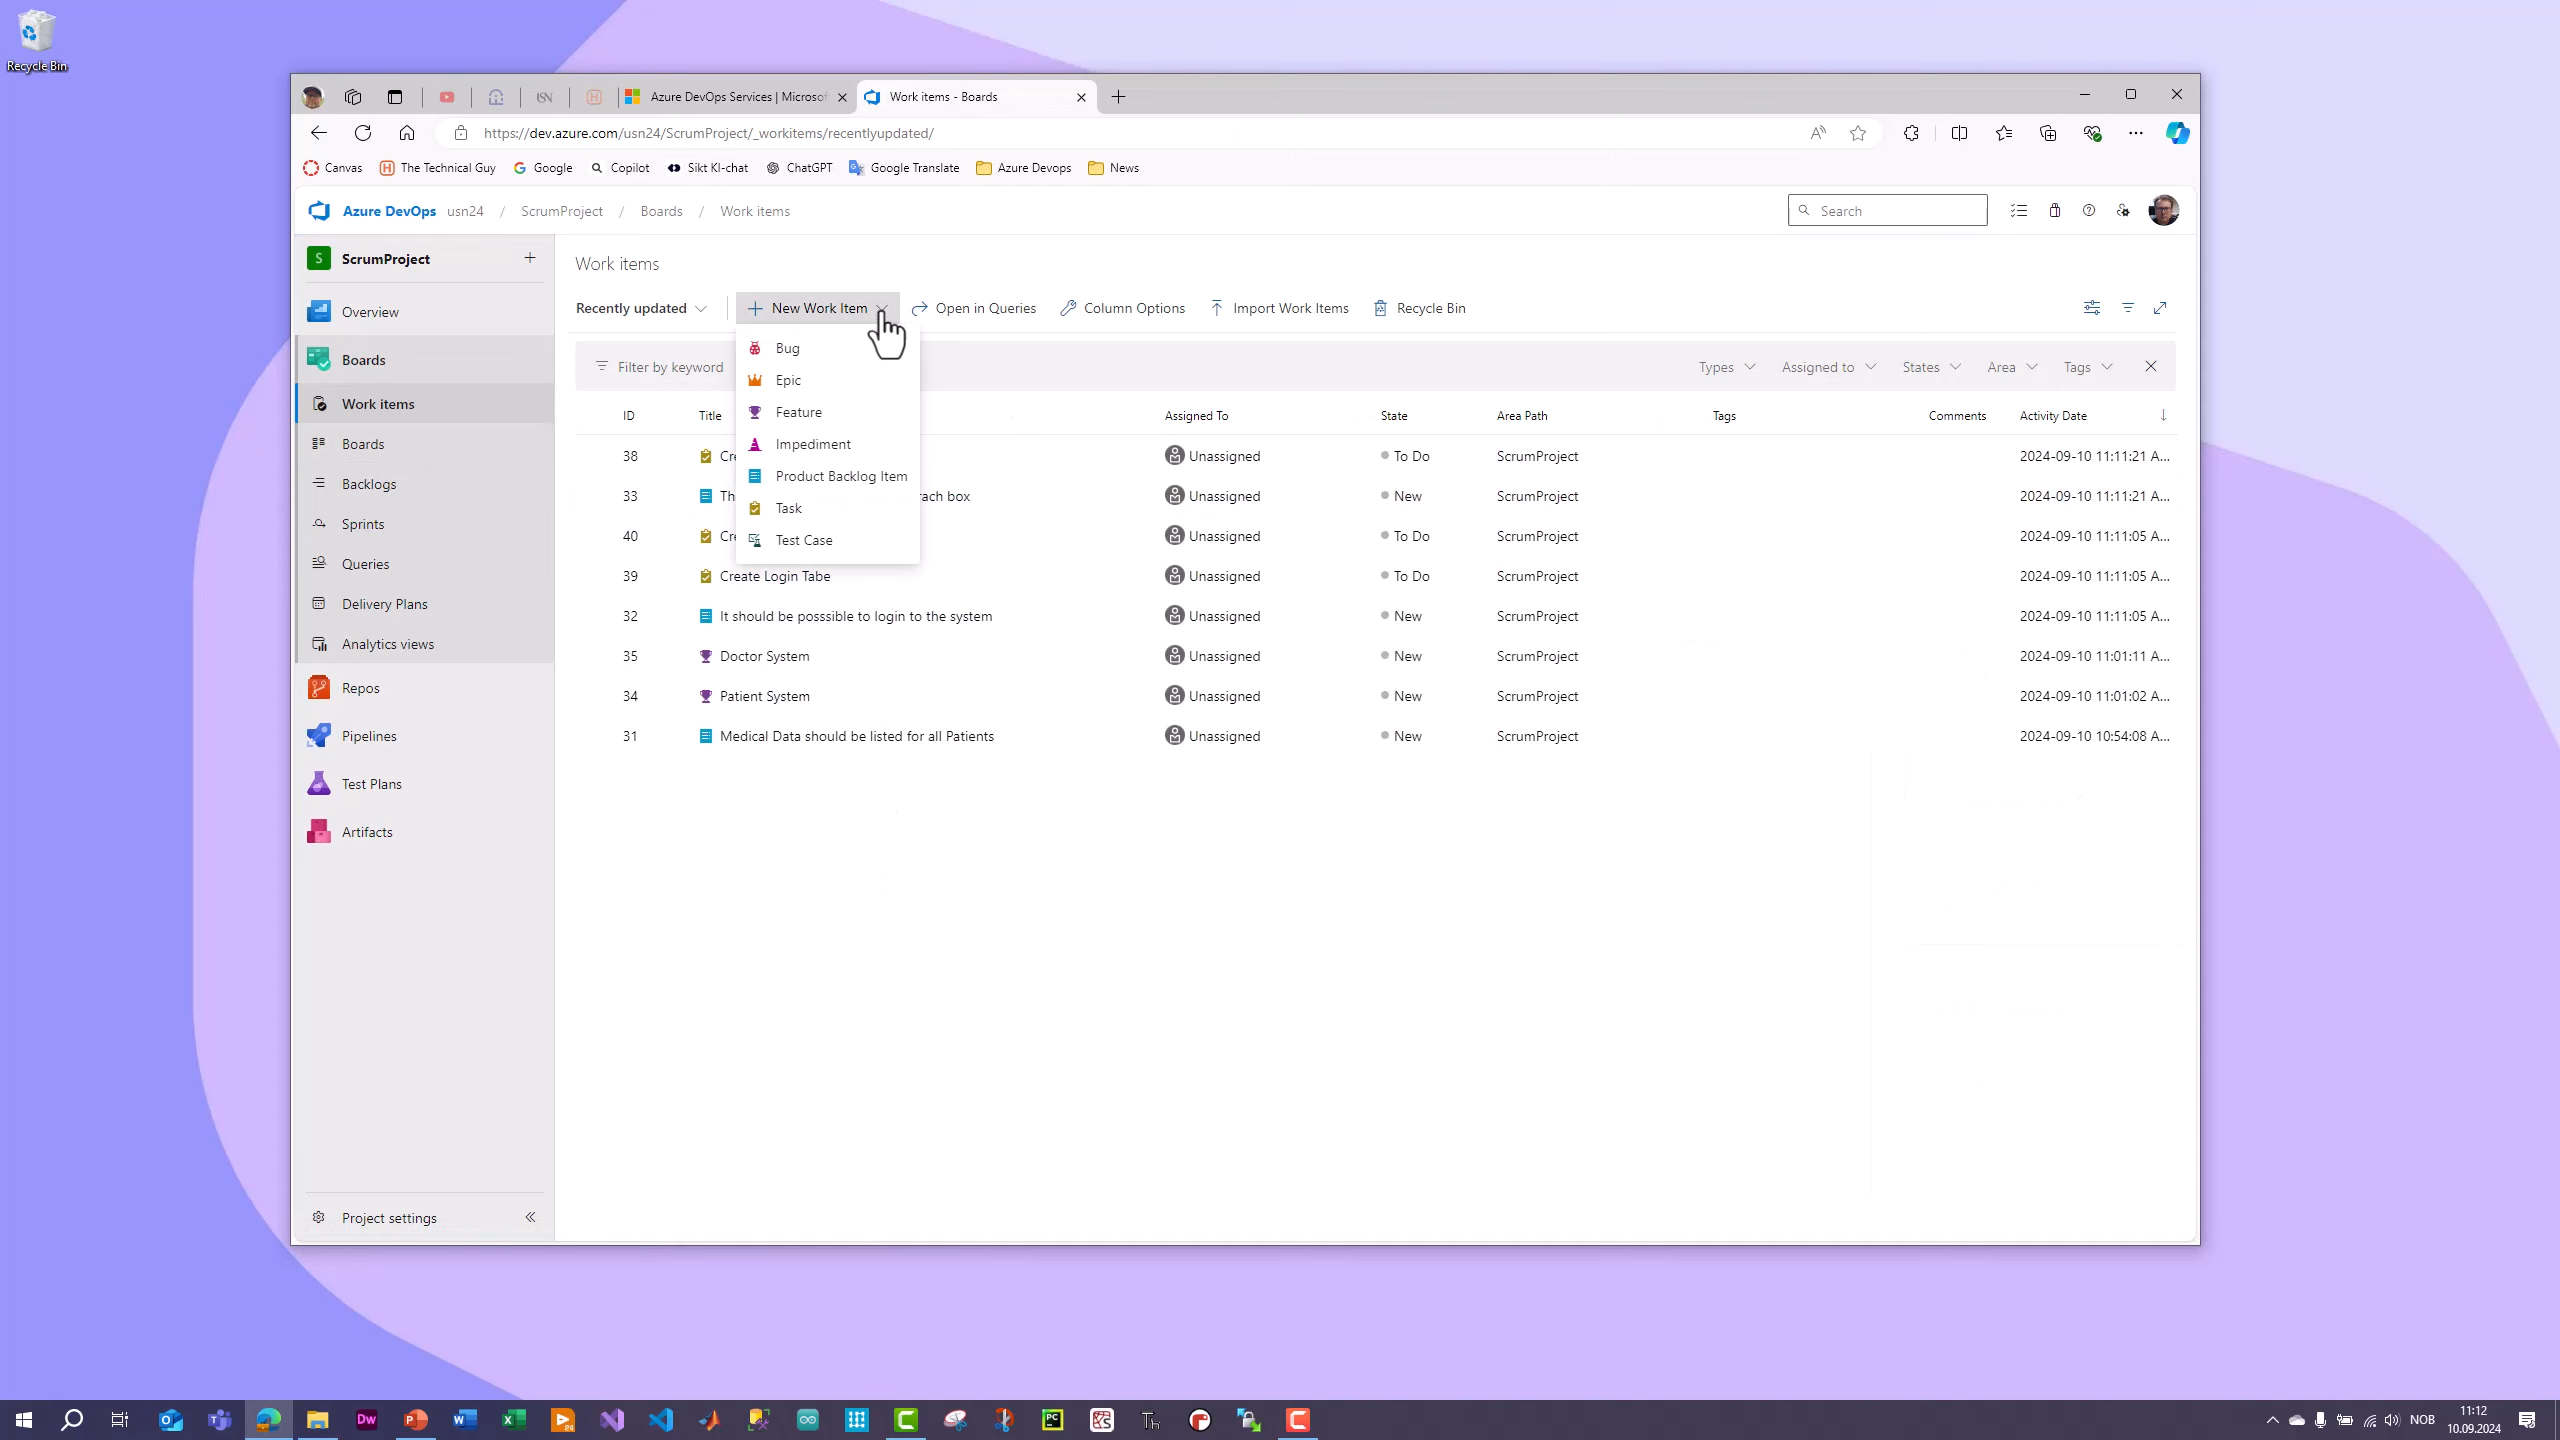 Recycle Bin
Azure DevOps Services | Microsof
Work items - Boards
https://dev.azure.com/usn24/ScrumProject/_workitems/recentlyupdated/
Canvas
The Technical Guy
Google
Copilot
Sikt KI-chat
ChatGPT
Google Translate
Azure Devops
News
Azure DevOps usn24 / ScrumProject / Boards / Work items
Search
S ScrumProject
Overview
Boards
Work items
Boards
Backlogs
Sprints
Queries
Delivery Plans
Analytics views
Repos
Pipelines
Test Plans
Artifacts
Project settings
Work items
Recently updated
New Work Item
Open in Queries
Column Options
Import Work Items
Recycle Bin
Bug
Epic
Feature
Impediment
Product Backlog Item
Task
Test Case
Filter by keyword
Types
Assigned to
States
Area
Tags
ID Title Assigned To State Area Path Tags Comments Activity Date
38 Cre Unassigned To Do ScrumProject 2024-09-10 11:11:21 A...
33 Th rach box Unassigned New ScrumProject 2024-09-10 11:11:21 A...
40 Cre Unassigned To Do ScrumProject 2024-09-10 11:11:05 A...
39 Create Login Tabe Unassigned To Do ScrumProject 2024-09-10 11:11:05 A...
32 It should be posssible to login to the system Unassigned New ScrumProject 2024-09-10 11:11:05 A...
35 Doctor System Unassigned New ScrumProject 2024-09-10 11:01:11 A...
34 Patient System Unassigned New ScrumProject 2024-09-10 11:01:02 A...
31 Medical Data should be listed for all Patients Unassigned New ScrumProject 2024-09-10 10:54:08 A...
NOB
11:12
10.09.2024